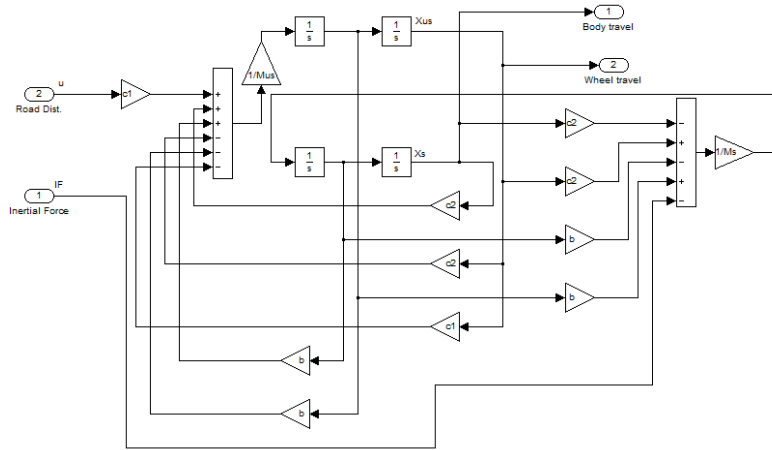 1
Body travel
1
s
1
s
Xus
2
Wheel travel
1/Mus
u
2
Road Dist.
c1
+
+
+
−
−
−
c2
−
+
−
+
−
1/Ms
1
s
1
s
Xs
c2
c2
IF
1
Inertial Force
b
c2
b
c1
b
b